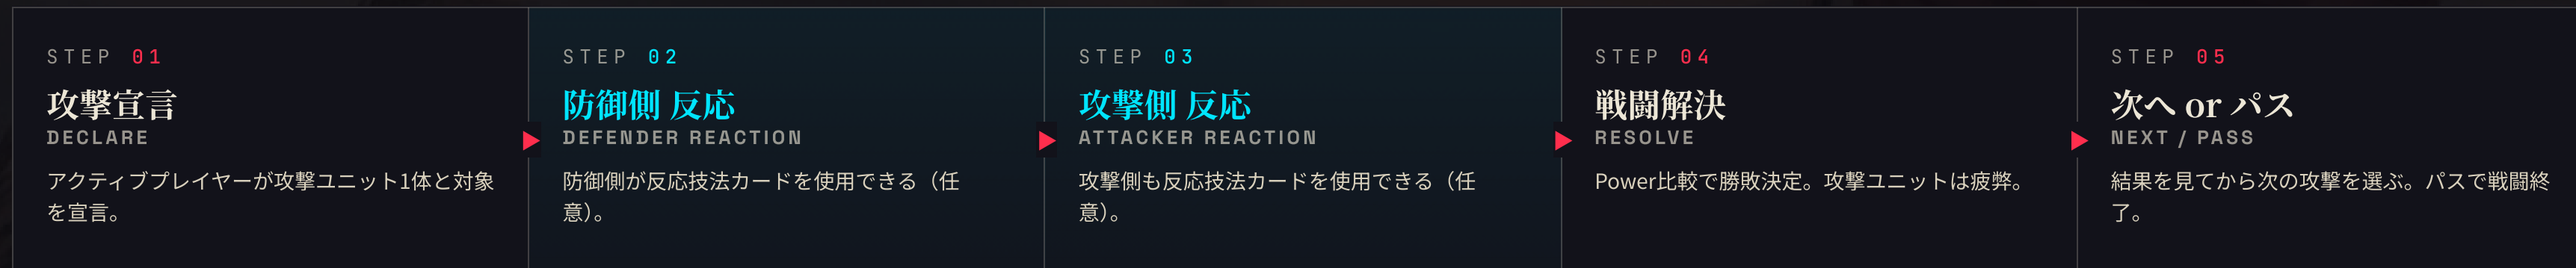 STEP 01
攻撃宣言
DECLARE
アクティブプレイヤーが攻撃ユニット1体と対象
を宣言。
STEP 02
防御側 反応
DEFENDER REACTION
防御側が反応技法カードを使用できる（任
意）。
STEP 03
攻撃側 反応
ATTACKER REACTION
攻撃側も反応技法カードを使用できる（任
意）。
STEP 04
戦闘解決
RESOLVE
Power比較で勝敗決定。攻撃ユニットは疲弊。
STEP 05
次へ or パス
NEXT / PASS
結果を見てから次の攻撃を選ぶ。パスで戦闘終
了。